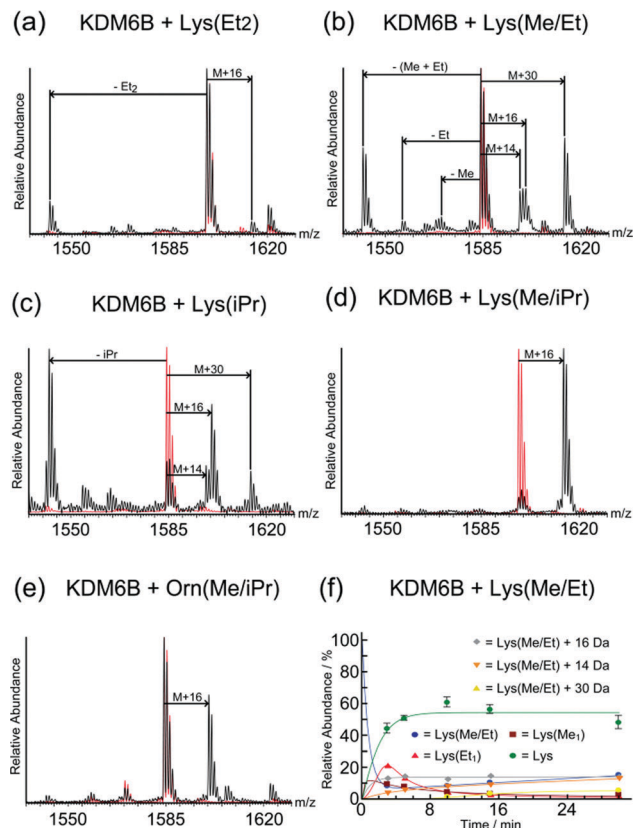 (a) KDM6B + Lys(Et2)
Relative Abundance
- Et2
M+16
1550 1585 1620 m/z
(b) KDM6B + Lys(Me/Et)
Relative Abundance
- (Me + Et)
M+30
M+16
- Et
M+14
- Me
1550 1585 1620 m/z
(c) KDM6B + Lys(iPr)
Relative Abundance
- iPr
M+30
M+16
M+14
1550 1585 1620 m/z
(d) KDM6B + Lys(Me/iPr)
Relative Abundance
M+16
1550 1585 1620 m/z
(e) KDM6B + Orn(Me/iPr)
Relative Abundance
M+16
1550 1585 1620 m/z
(f) KDM6B + Lys(Me/Et)
Relative Abundance / %
100
80
60
40
20
0
= Lys(Me/Et) + 16 Da
= Lys(Me/Et) + 14 Da
= Lys(Me/Et) + 30 Da
= Lys(Me/Et) = Lys(Me1)
= Lys(Et1) = Lys
0 8 16 24
Time / min